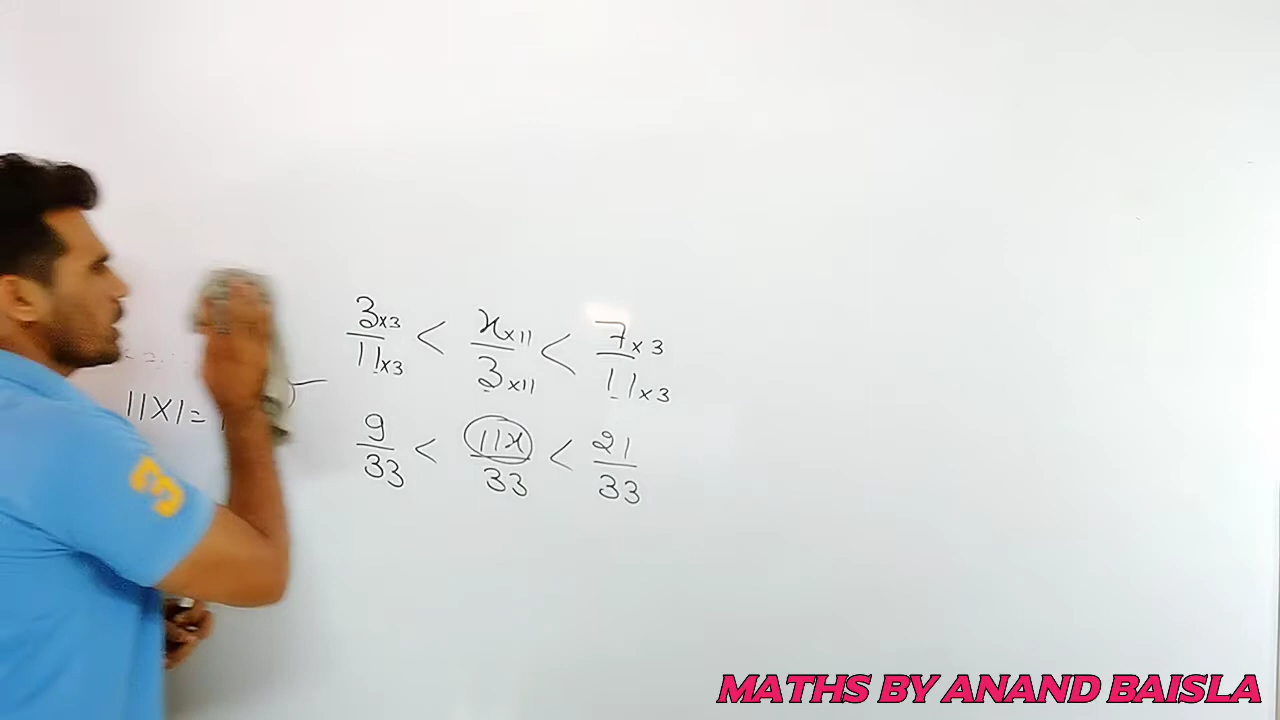 3×3/11×3 < x×11/3×11 < 7×3/11×3
11×1=
9/33 < 11x/33 < 21/33
3
MATHS BY ANAND BAISLA